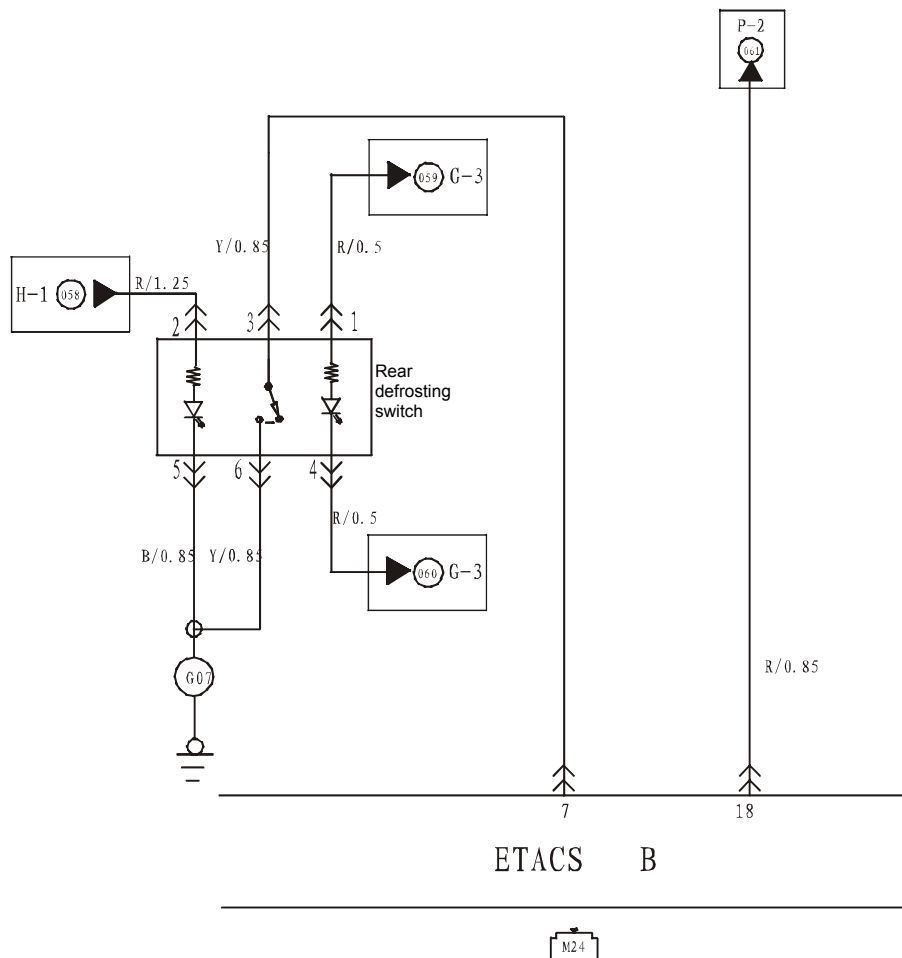 P-2
061
059 G-3
Y/0.85
R/0.5
H-1 058
R/1.25
2
3
1
Rear
defrosting
switch
5
6
4
R/0.5
B/0.85
Y/0.85
060 G-3
G07
R/0.85
7
18
ETACS B
M24